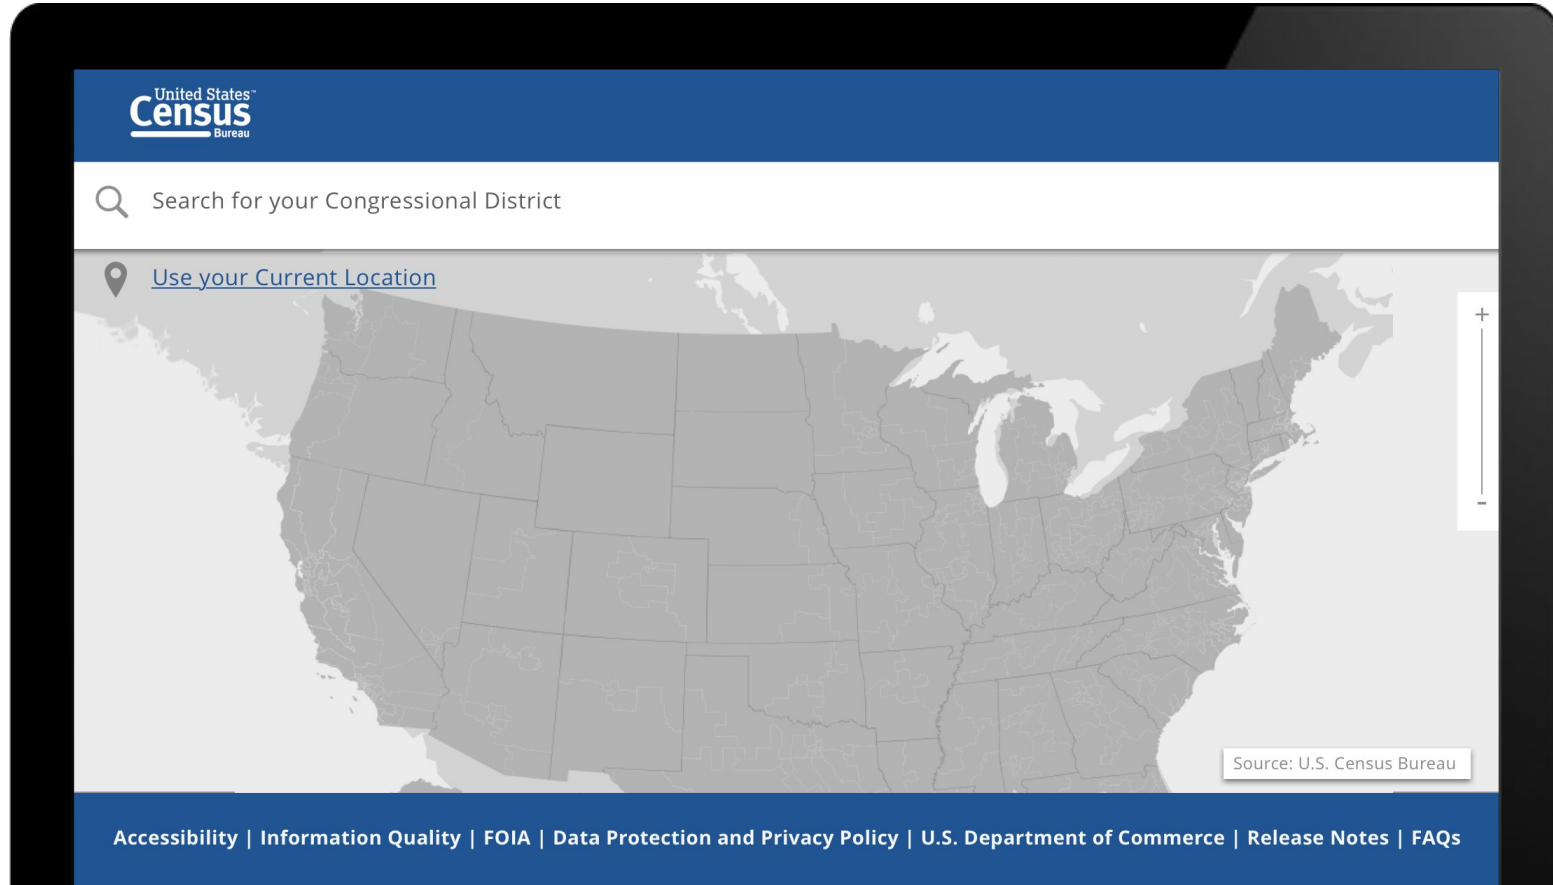 United States™
Census
Bureau
Search for your Congressional District
Use your Current Location
+
-
Source: U.S. Census Bureau
Accessibility | Information Quality | FOIA | Data Protection and Privacy Policy | U.S. Department of Commerce | Release Notes | FAQs